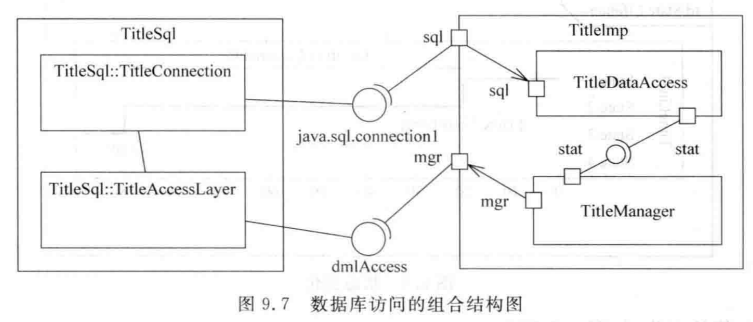 TitleSql
TitleSql::TitleConnection
TitleSql::TitleAccessLayer
java.sql.connection1
dmlAccess
TitleImp
sql
sql
TitleDataAccess
stat
stat
mgr
mgr
TitleManager
图 9.7 数据库访问的组合结构图